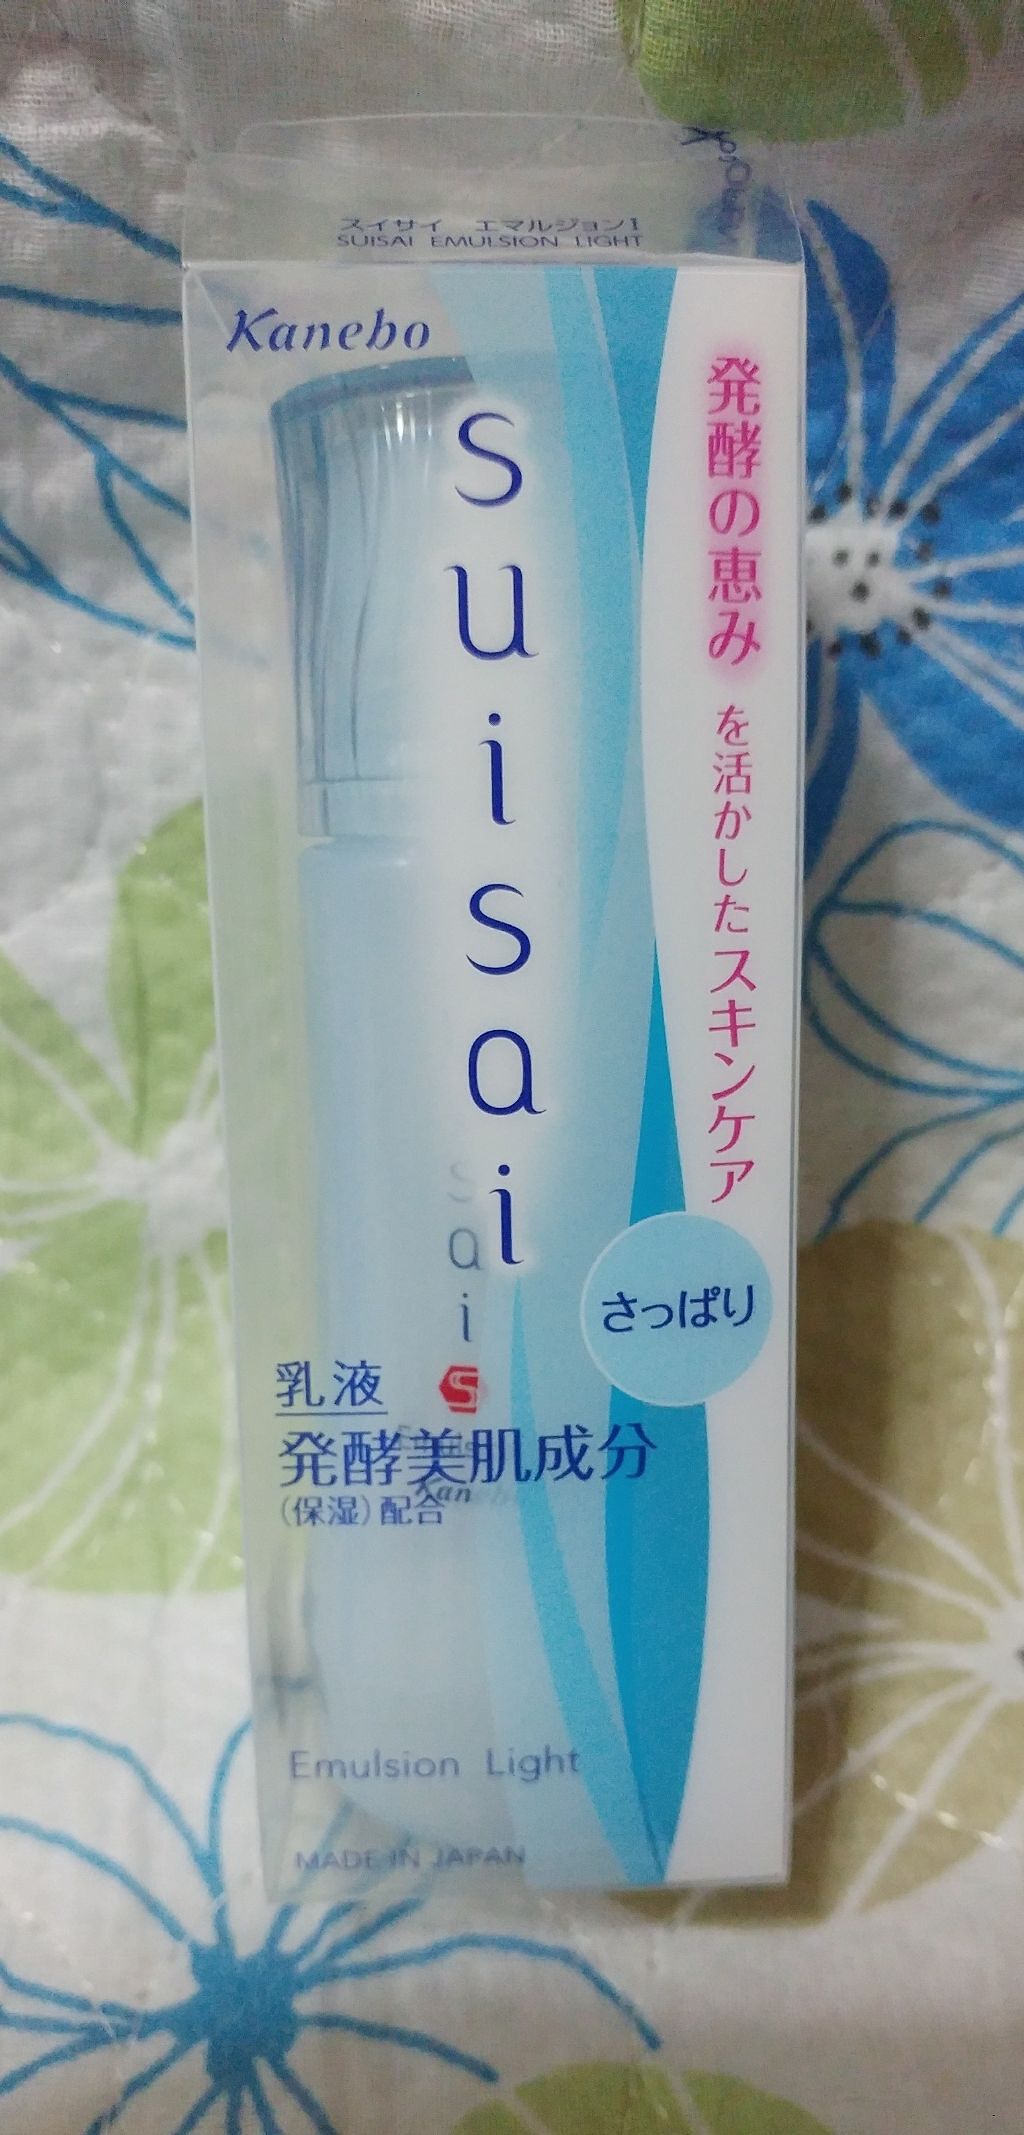 スイサイ エマルジョンI
SUISAI EMULSION LIGHT
Kanebo
suisai
発酵の恵みを活かしたスキンケア
さっぱり
sai
乳液
発酵美肌成分
Kanebo
(保湿)配合
Emulsion Light
MADE IN JAPAN